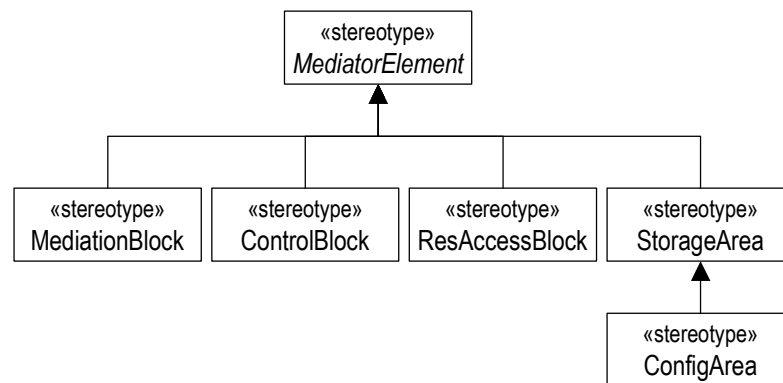 «stereotype»
MediatorElement
«stereotype»
MediationBlock
«stereotype»
ControlBlock
«stereotype»
ResAccessBlock
«stereotype»
StorageArea
«stereotype»
ConfigArea